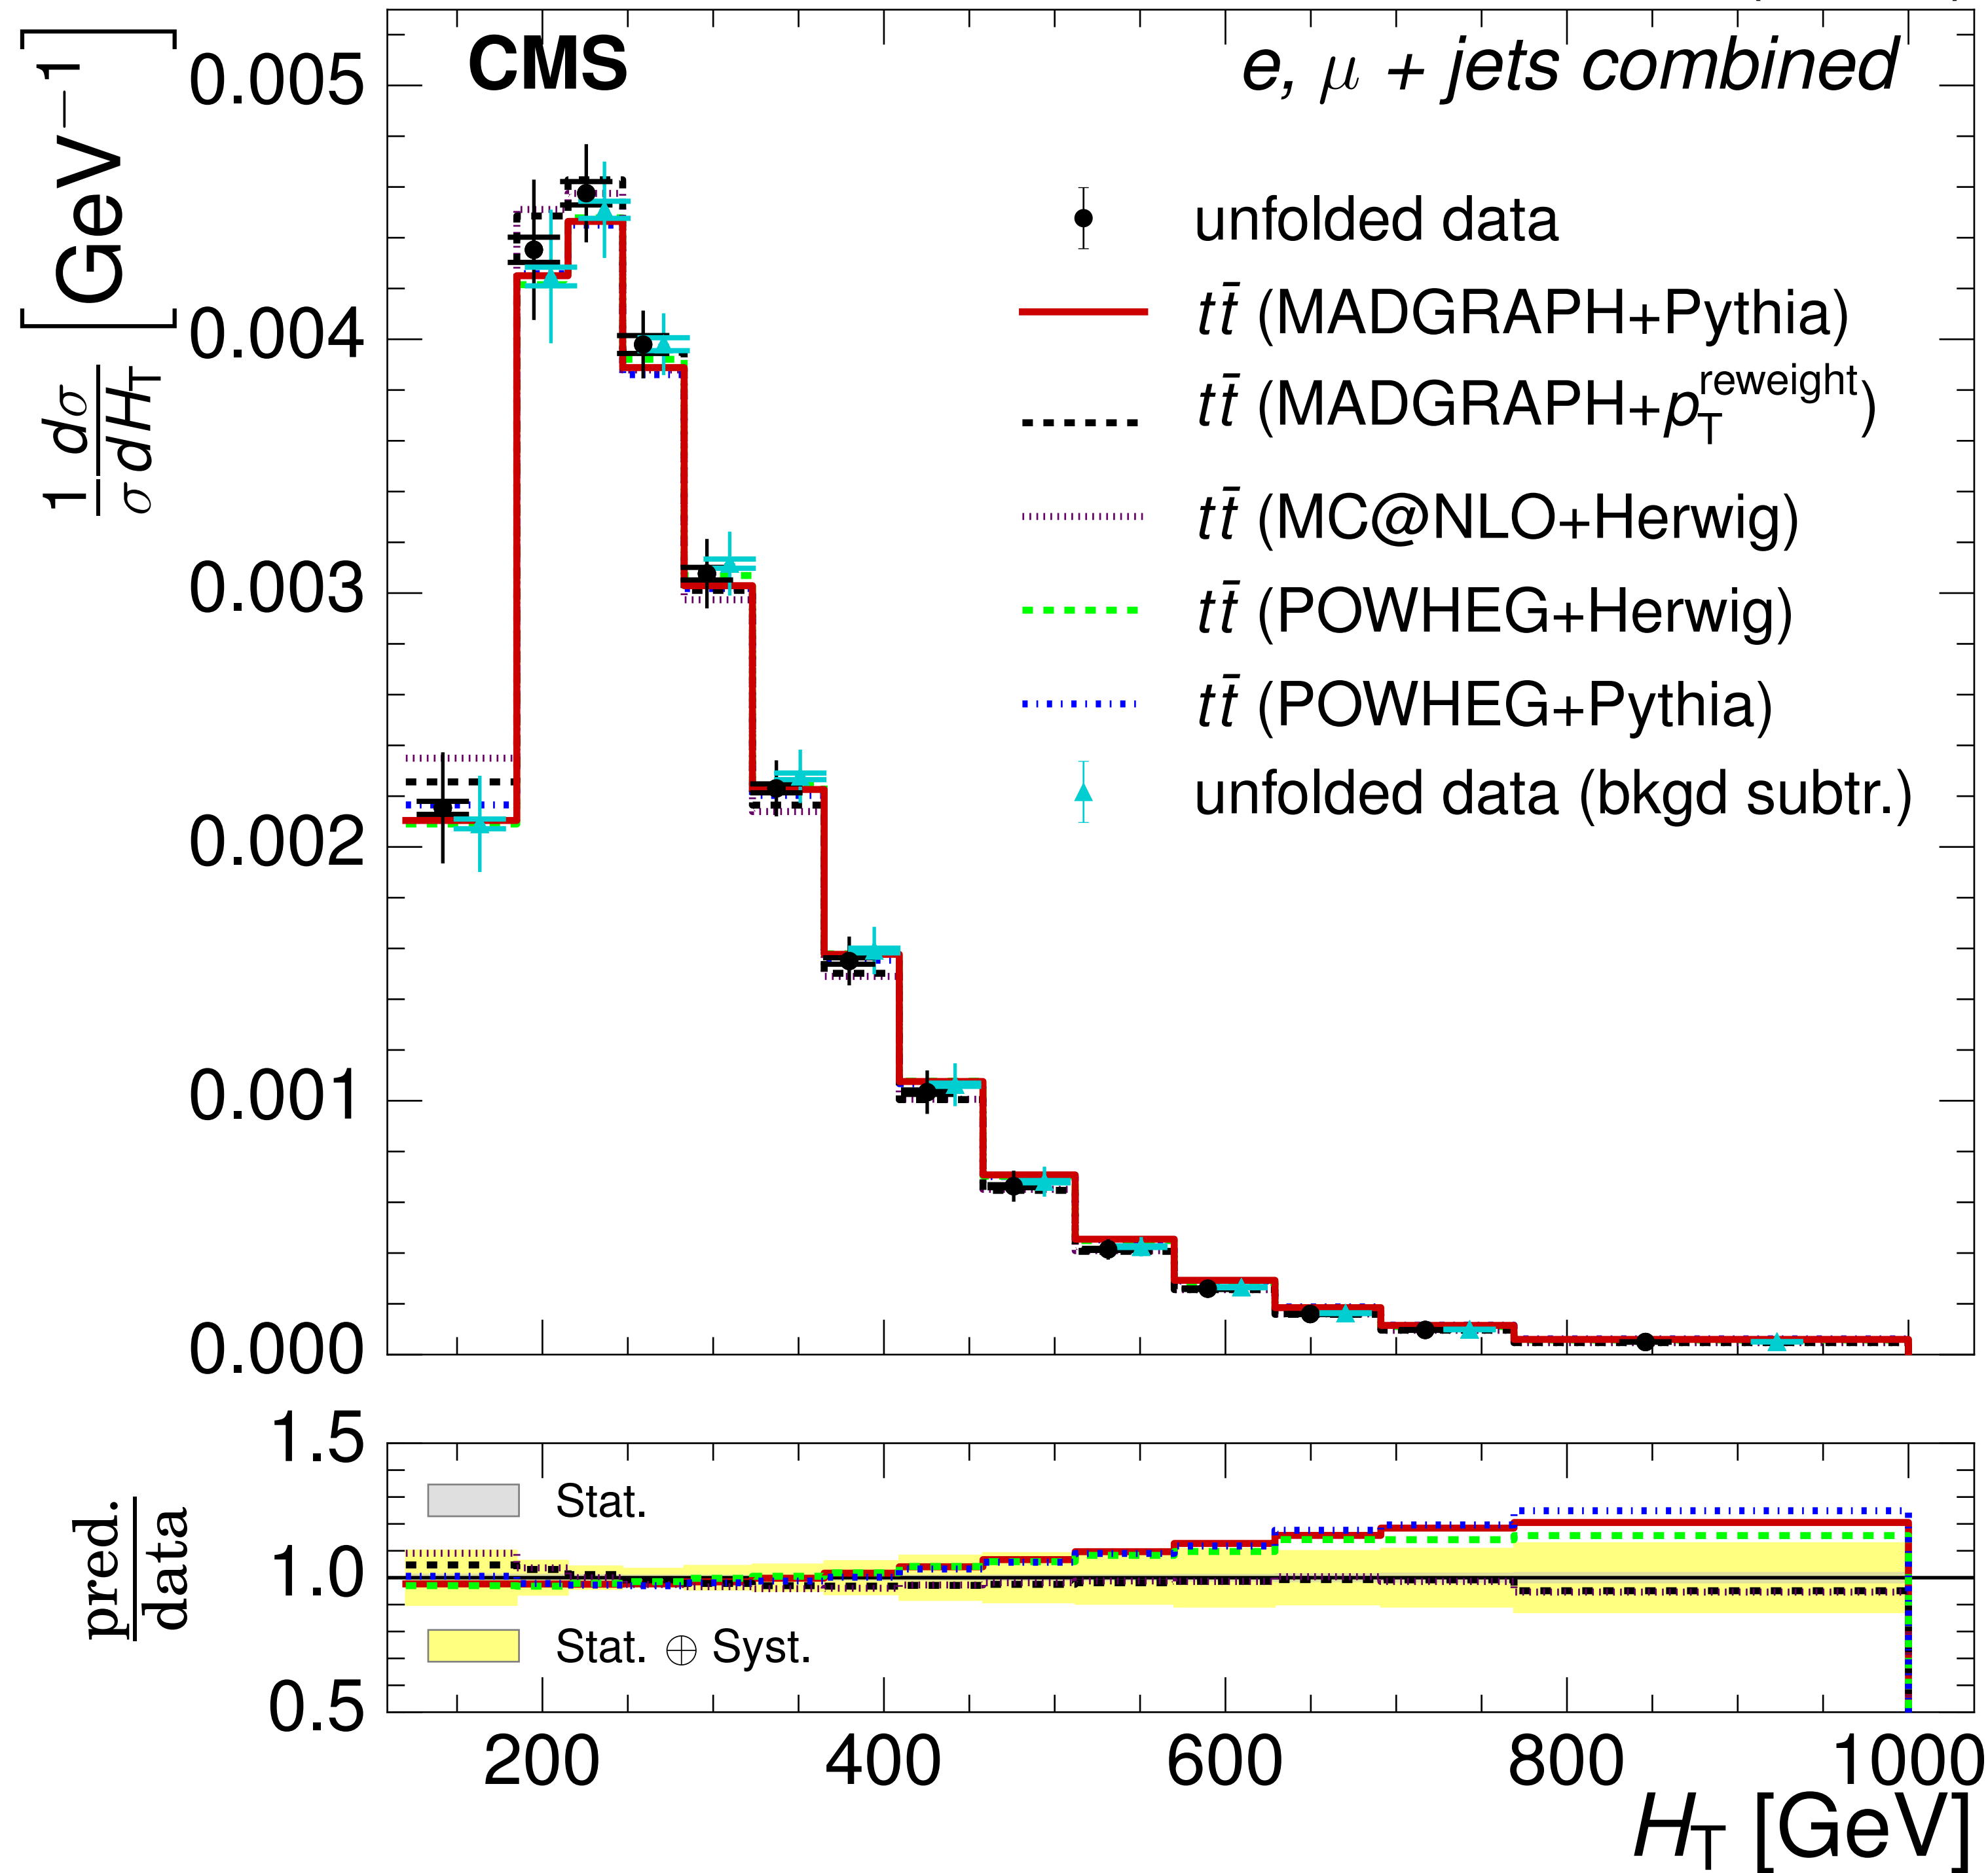 CMS
e, μ + jets combined
1/σ dσ/dH_T [GeV⁻¹]
0.005
0.004
0.003
0.002
0.001
0.000
unfolded data
tt̄ (MADGRAPH+Pythia)
tt̄ (MADGRAPH+p_T^reweight)
tt̄ (MC@NLO+Herwig)
tt̄ (POWHEG+Herwig)
tt̄ (POWHEG+Pythia)
unfolded data (bkgd subtr.)
pred./data
1.5
1.0
0.5
Stat.
Stat. ⊕ Syst.
200 400 600 800 1000
H_T [GeV]